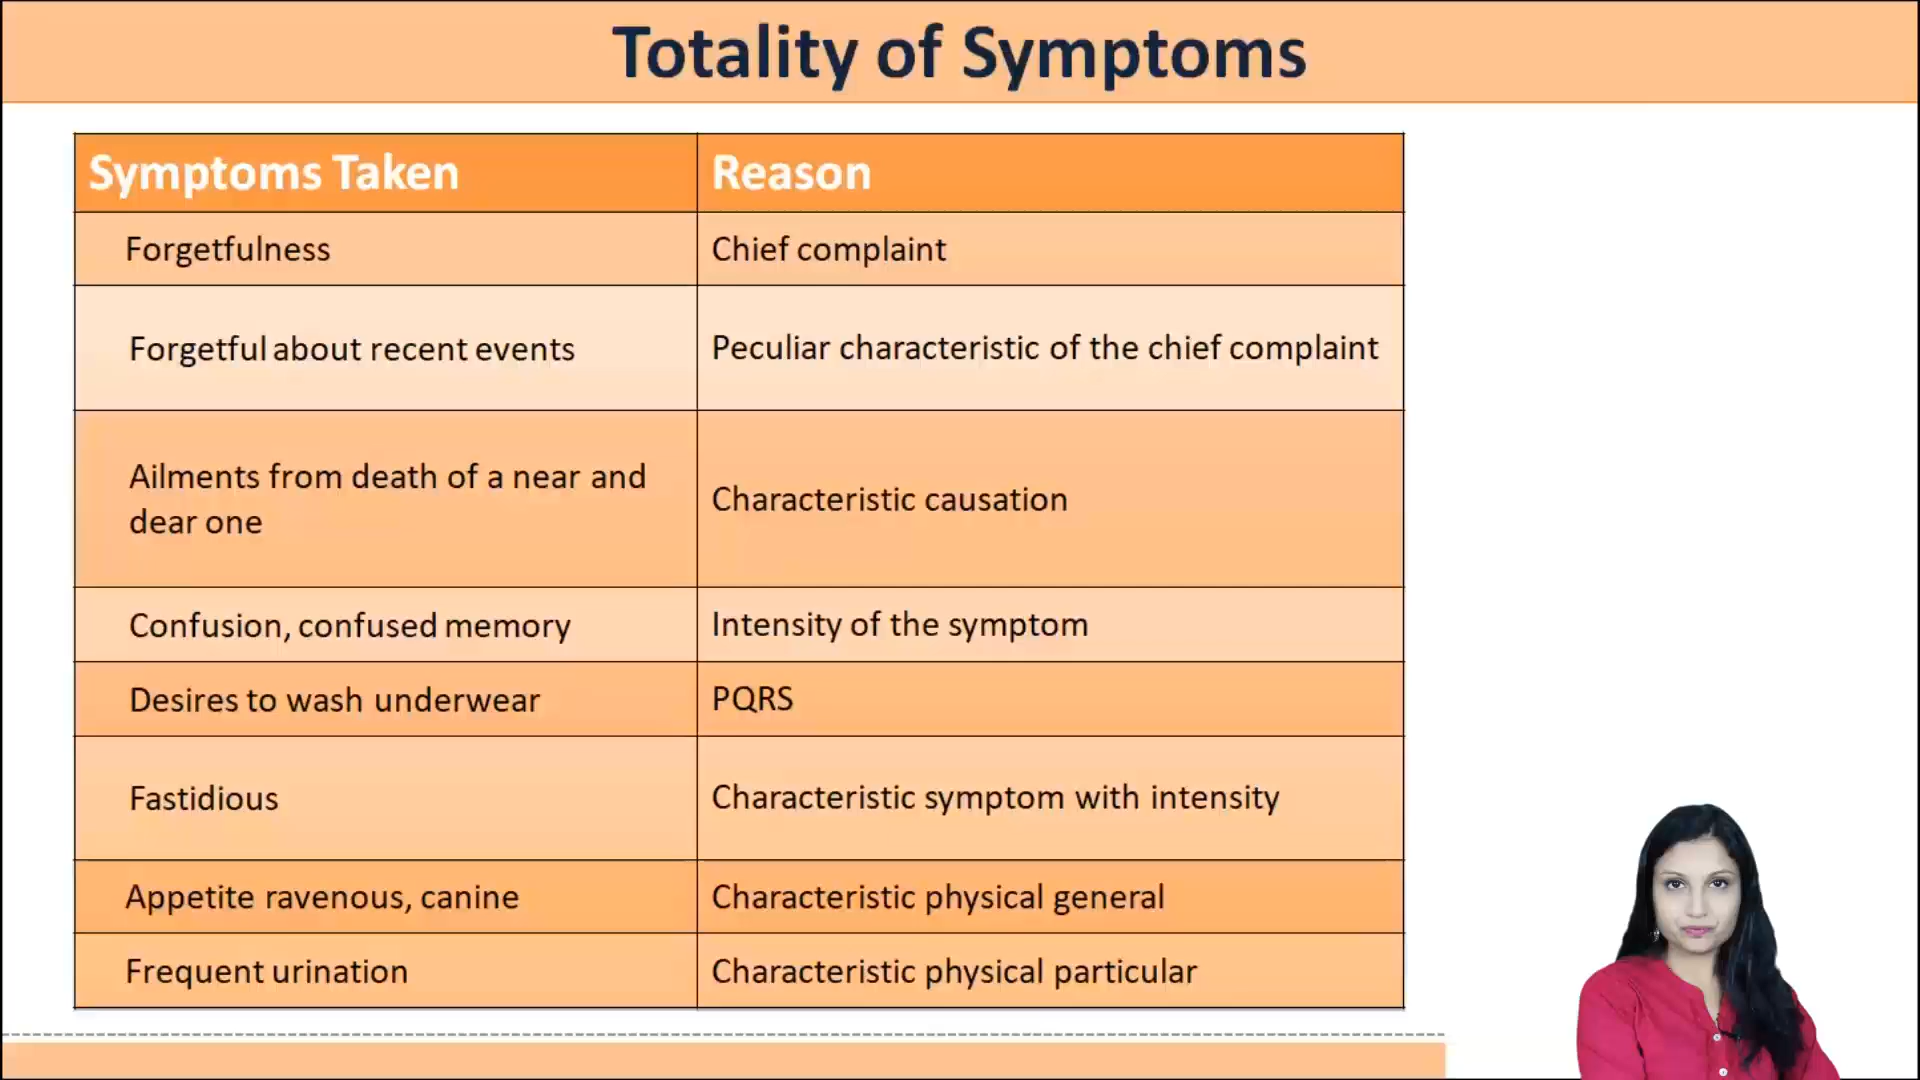 Totality of Symptoms
Symptoms Taken
Reason
Forgetfulness
Chief complaint
Forgetful about recent events
Peculiar characteristic of the chief complaint
Ailments from death of a near and
dear one
Characteristic causation
Confusion, confused memory
Intensity of the symptom
Desires to wash underwear
PQRS
Fastidious
Characteristic symptom with intensity
Appetite ravenous, canine
Characteristic physical general
Frequent urination
Characteristic physical particular